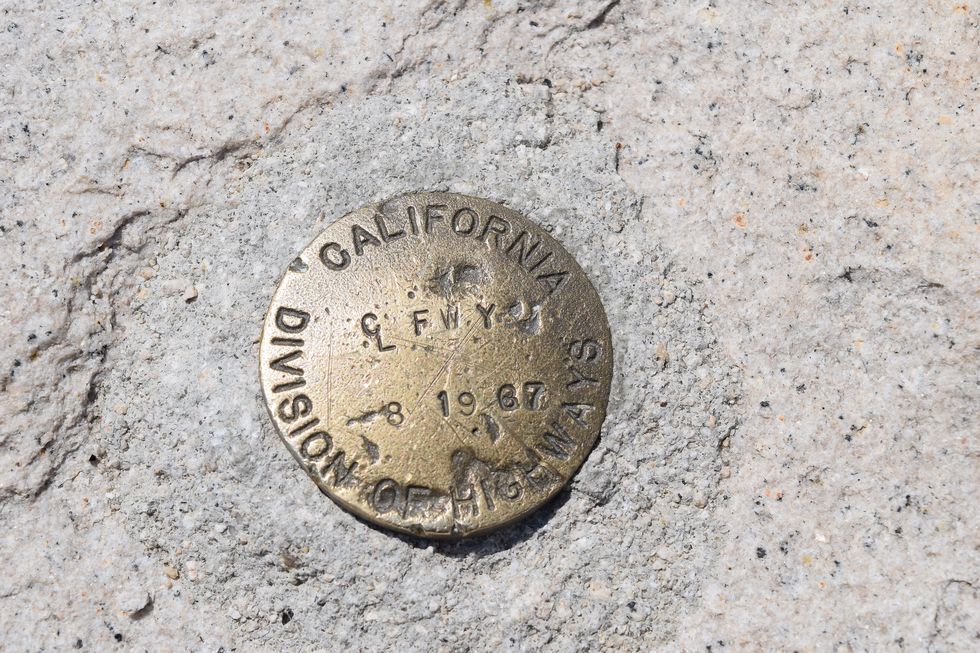 CALIFORNIA
C
L FWY
8 1967
DIVISION OF HIGHWAYS